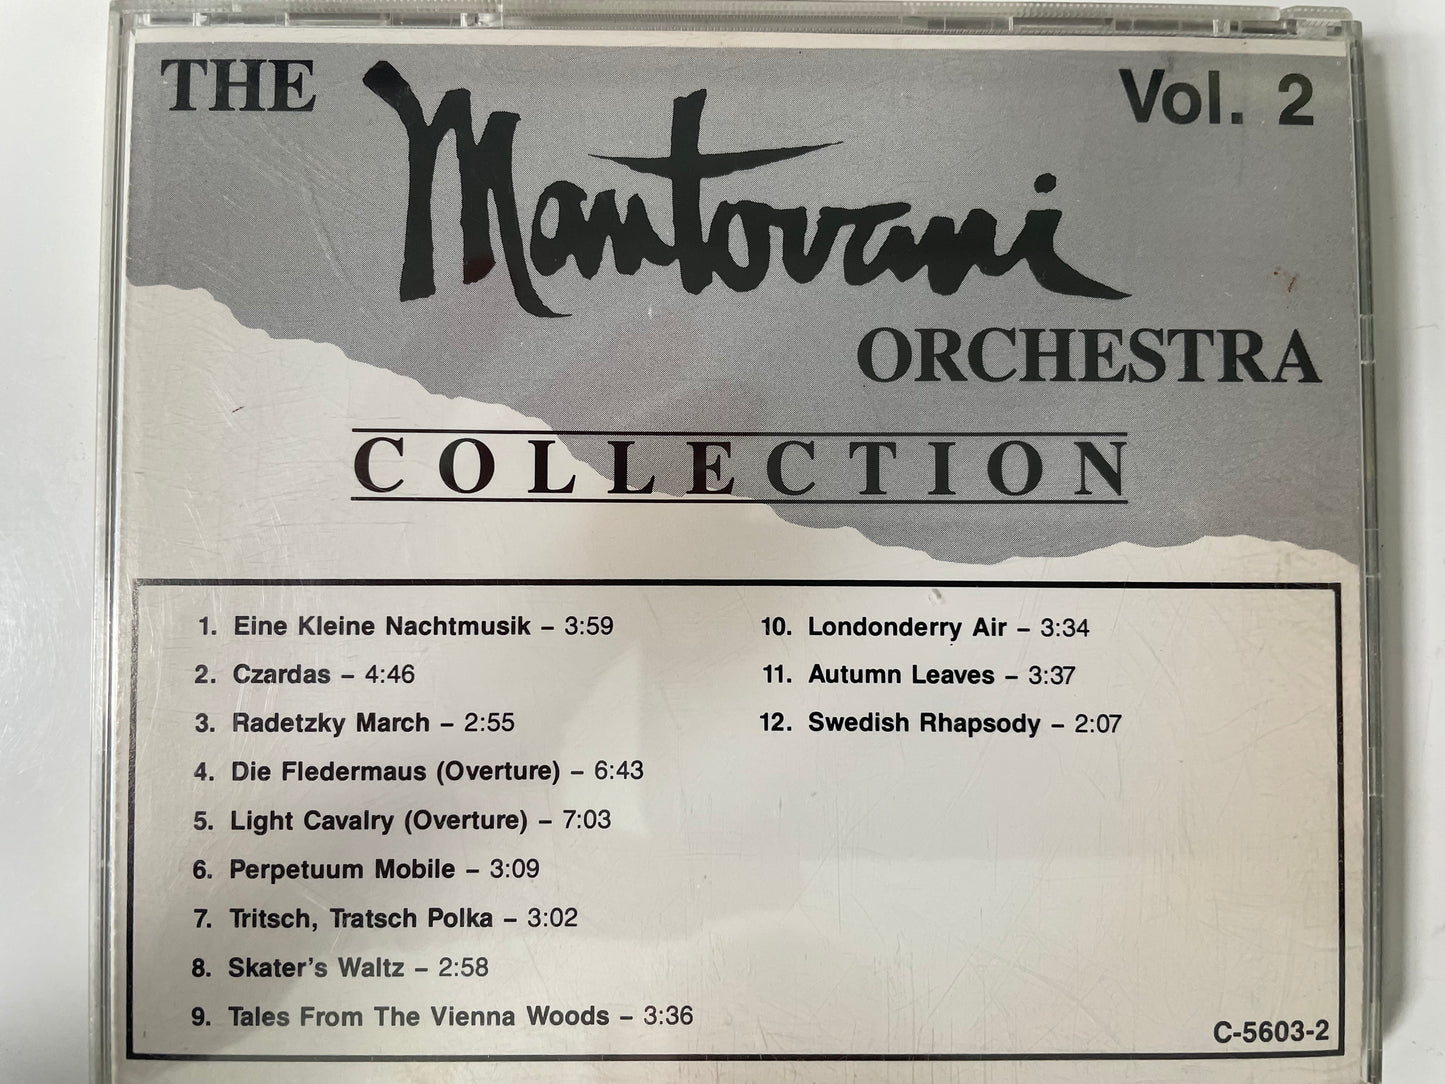 THE Mantovani Vol. 2
ORCHESTRA
COLLECTION
1. Eine Kleine Nachtmusik – 3:59
2. Czardas – 4:46
3. Radetzky March – 2:55
4. Die Fledermaus (Overture) – 6:43
5. Light Cavalry (Overture) – 7:03
6. Perpetuum Mobile – 3:09
7. Tritsch, Tratsch Polka – 3:02
8. Skater's Waltz – 2:58
9. Tales From The Vienna Woods – 3:36
10. Londonderry Air – 3:34
11. Autumn Leaves – 3:37
12. Swedish Rhapsody – 2:07
C-5603-2